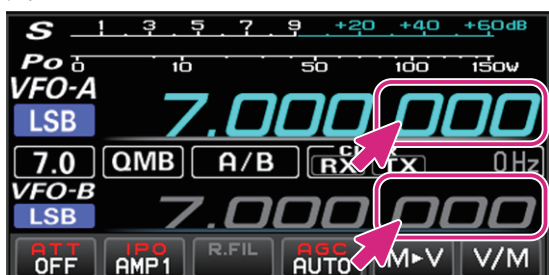 S 1 3 5 7 9 +20 +40 +60dB
Po 0 10 50 100 150W
VFO-A
LSB 7.000.000
7.0 QMB A/B RX TX 0Hz
VFO-B
LSB 7.000.000
ATT IPO R.FIL AGC
OFF AMP1 AUTO M►V V/M